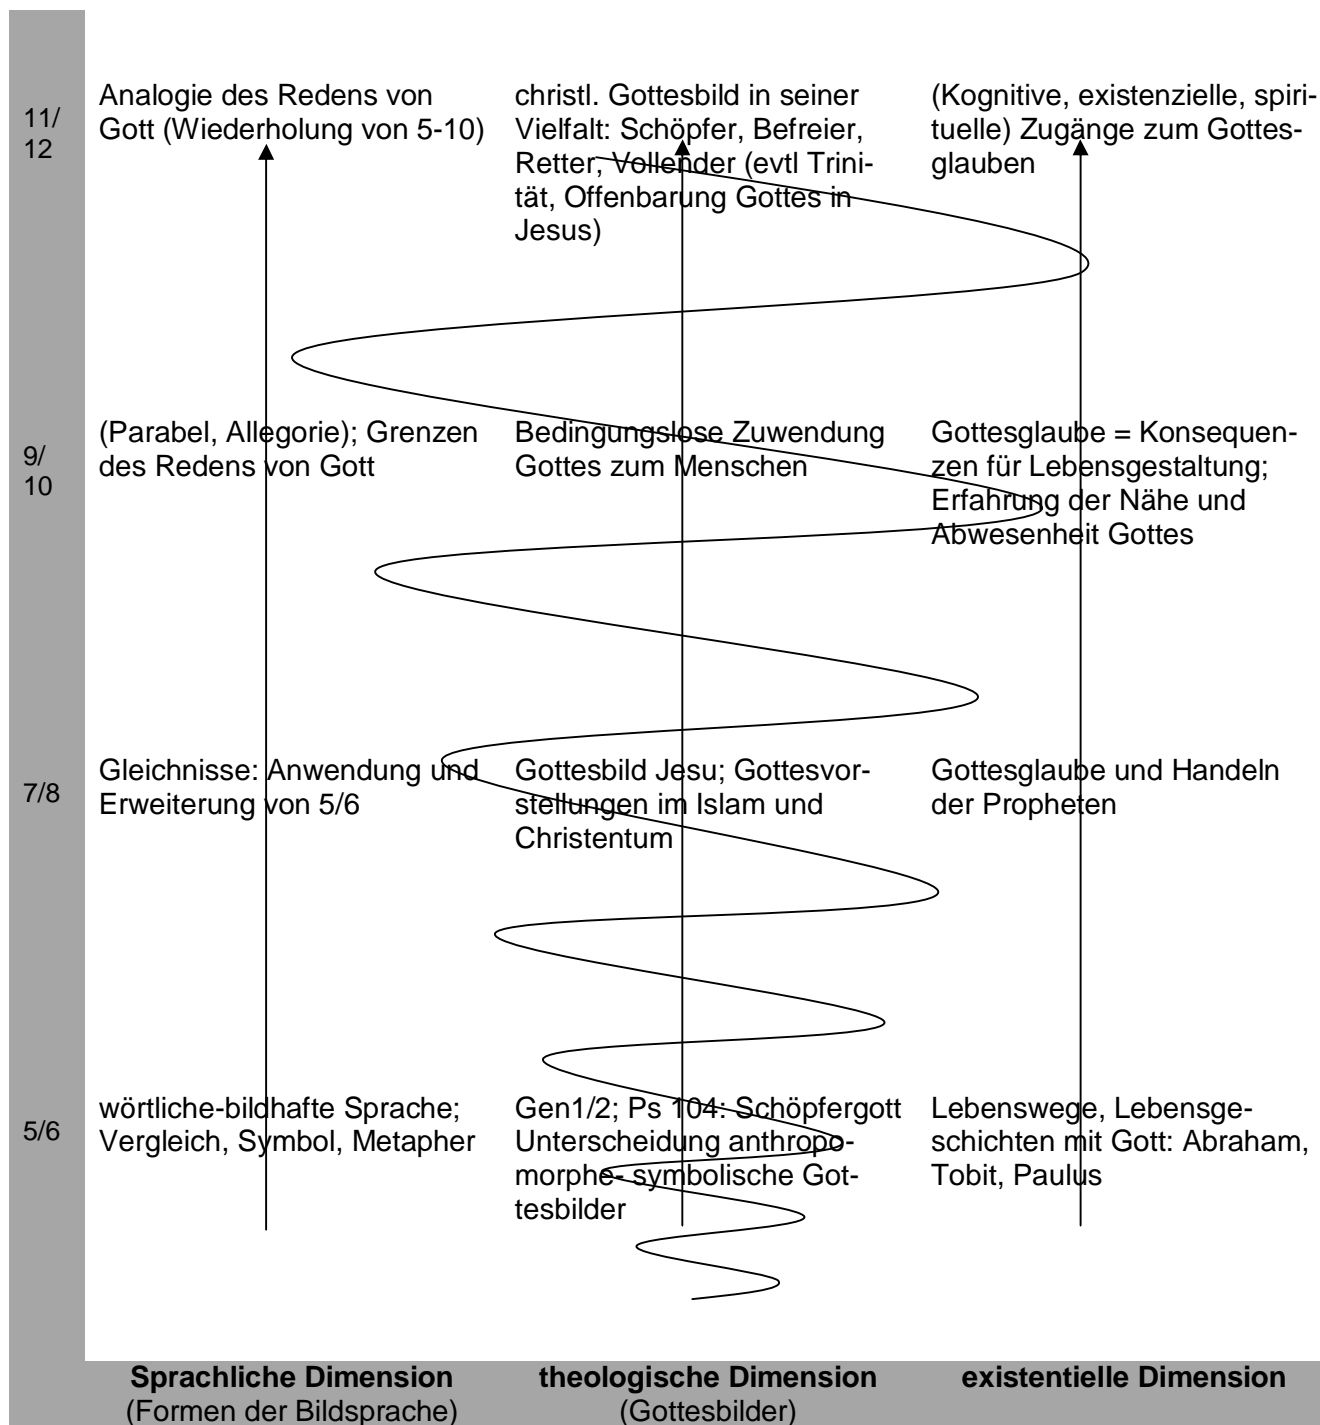 11/
12
Analogie des Redens von
Gott (Wiederholung von 5-10)
christl. Gottesbild in seiner
Vielfalt: Schöpfer, Befreier,
Retter, Vollender (evtl Trini-
tät, Offenbarung Gottes in
Jesus)
(Kognitive, existenzielle, spiri-
tuelle) Zugänge zum Gottes-
glauben
9/
10
(Parabel, Allegorie); Grenzen
des Redens von Gott
Bedingungslose Zuwendung
Gottes zum Menschen
Gottesglaube = Konsequen-
zen für Lebensgestaltung;
Erfahrung der Nähe und
Abwesenheit Gottes
7/8
Gleichnisse: Anwendung und
Erweiterung von 5/6
Gottesbild Jesu; Gottesvor-
stellungen im Islam und
Christentum
Gottesglaube und Handeln
der Propheten
5/6
wörtliche-bildhafte Sprache;
Vergleich, Symbol, Metapher
Gen1/2; Ps 104: Schöpfergott
Unterscheidung anthropo-
morphe- symbolische Got-
tesbilder
Lebenswege, Lebensge-
schichten mit Gott: Abraham,
Tobit, Paulus
Sprachliche Dimension
(Formen der Bildsprache)
theologische Dimension
(Gottesbilder)
existentielle Dimension